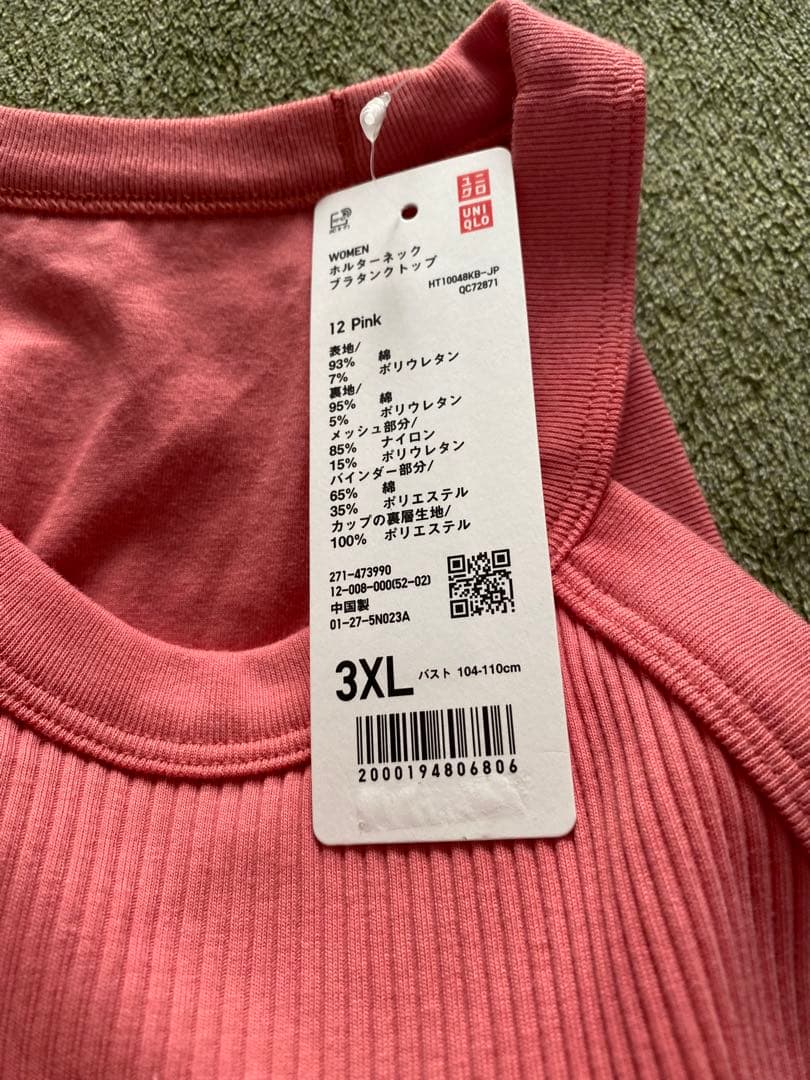 ユニ
クロ
UNI
QLO
WOMEN
ホルターネック
ブラタンクトップ
HT10048KB-JP
QC72871
12 Pink
表地/
93% 綿
7% ポリウレタン
裏地/
95% 綿
5% ポリウレタン
メッシュ部分/
85% ナイロン
15% ポリウレタン
バインダー部分/
65% 綿
35% ポリエステル
カップの裏層生地/
100% ポリエステル
271-473990
12-008-000(52-02)
中国製
01-27-5N023A
3XL バスト 104-110cm
2000194806806